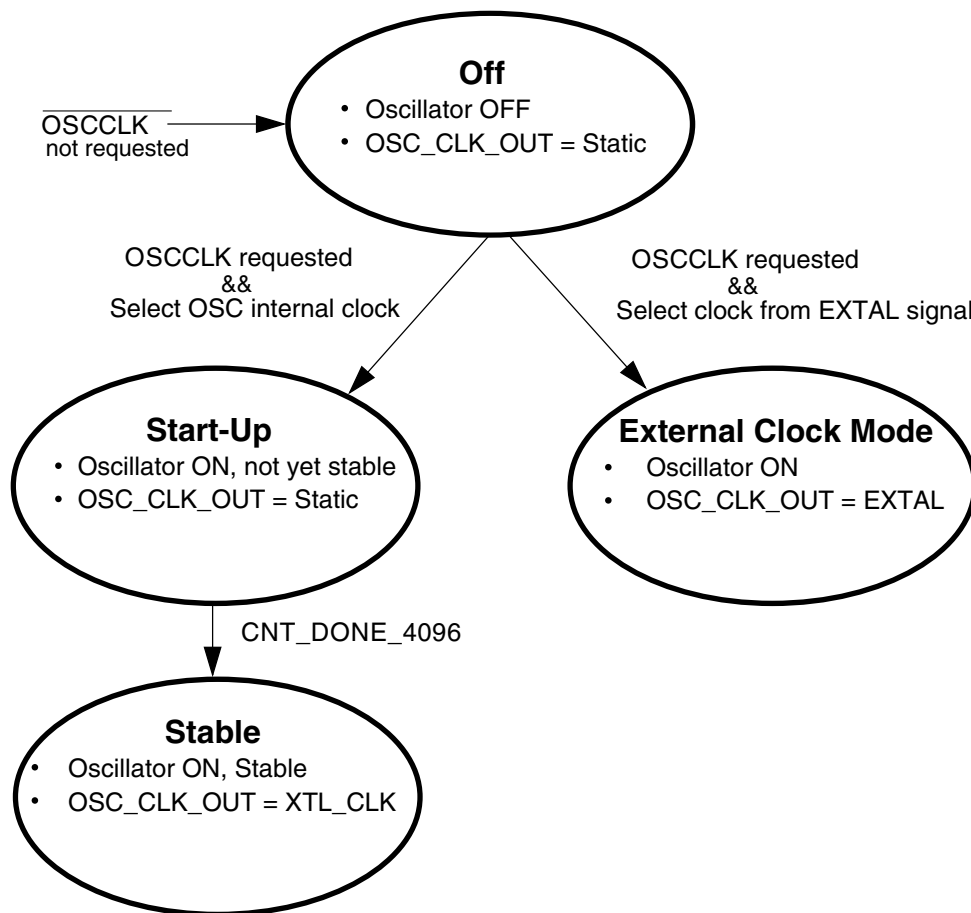 Off
• Oscillator OFF
• OSC_CLK_OUT = Static
OSCCLK
not requested
OSCCLK requested
&&
Select OSC internal clock
OSCCLK requested
&&
Select clock from EXTAL signal
Start-Up
• Oscillator ON, not yet stable
• OSC_CLK_OUT = Static
External Clock Mode
• Oscillator ON
• OSC_CLK_OUT = EXTAL
CNT_DONE_4096
Stable
• Oscillator ON, Stable
• OSC_CLK_OUT = XTL_CLK